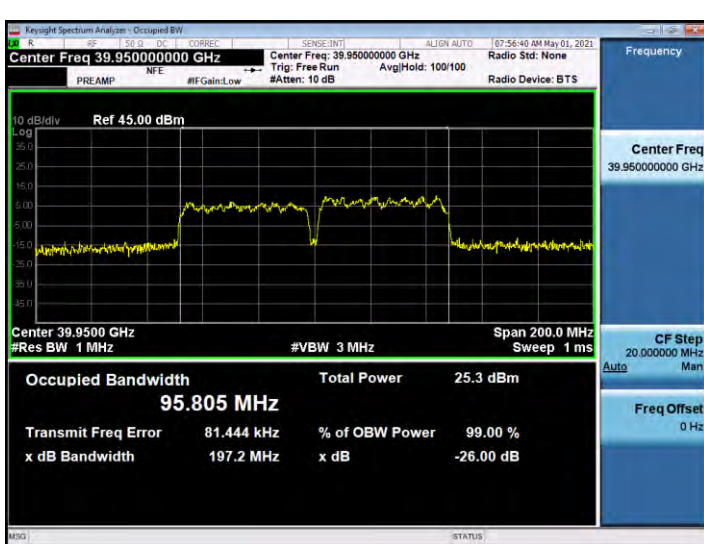 Keysight Spectrum Analyzer - Occupied BW
R RF 50 Ω DC CORREC SENSE:INT ALIGN AUTO 07:56:40 AM May 01, 2021
Center Freq 39.950000000 GHz Center Freq: 39.950000000 GHz Radio Std: None
NFE Trig: Free Run Avg|Hold: 100/100
PREAMP #IFGain:Low #Atten: 10 dB Radio Device: BTS
10 dB/div Ref 45.00 dBm
Log
35.0
25.0
15.0
5.00
-5.00
-15.0
-25.0
-35.0
-45.0
Center 39.9500 GHz Span 200.0 MHz
#Res BW 1 MHz #VBW 3 MHz Sweep 1 ms
Occupied Bandwidth Total Power 25.3 dBm
95.805 MHz
Transmit Freq Error 81.444 kHz % of OBW Power 99.00 %
x dB Bandwidth 197.2 MHz x dB -26.00 dB
MSG STATUS
Frequency
Center Freq
39.950000000 GHz
CF Step
20.000000 MHz
Auto Man
Freq Offset
0 Hz